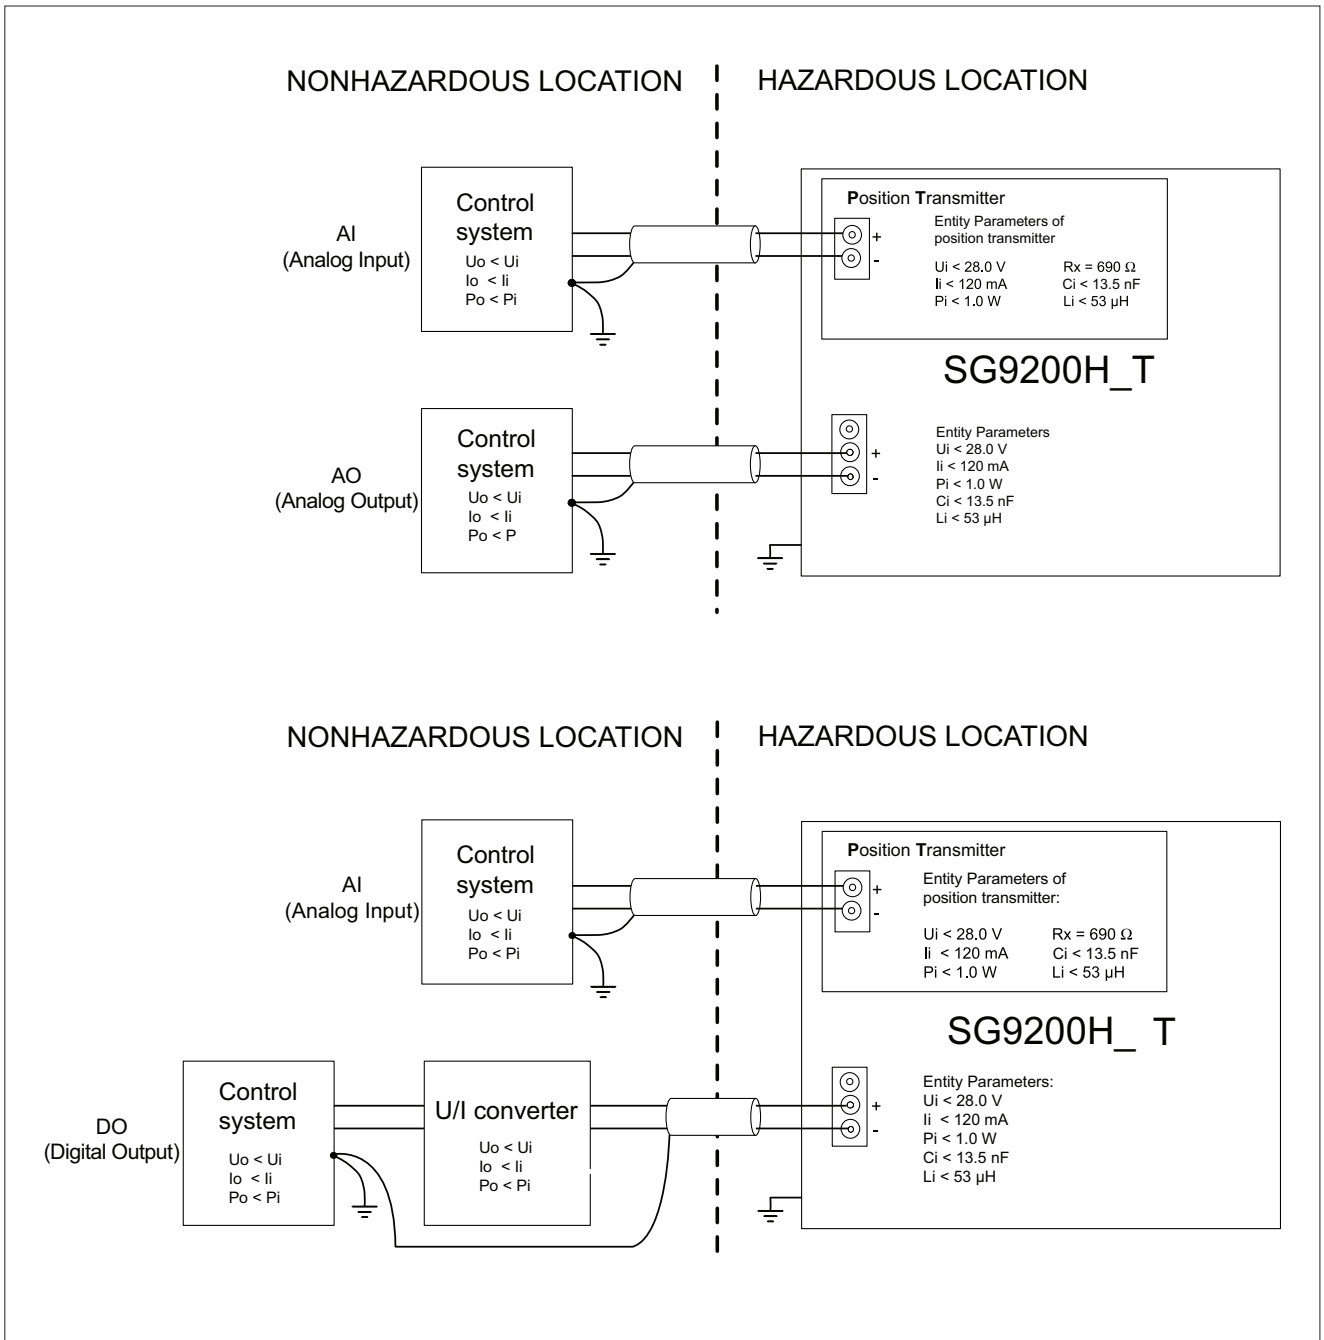 NONHAZARDOUS LOCATION
HAZARDOUS LOCATION
AI
(Analog Input)
Control
system
Uo < Ui
Io < Ii
Po < Pi
Position Transmitter
Entity Parameters of
position transmitter
+
-
Ui < 28.0 V
Ii < 120 mA
Pi < 1.0 W
Rx = 690 Ω
Ci < 13.5 nF
Li < 53 µH
SG9200H_T
AO
(Analog Output)
Control
system
Uo < Ui
Io < Ii
Po < P
+
-
Entity Parameters
Ui < 28.0 V
Ii < 120 mA
Pi < 1.0 W
Ci < 13.5 nF
Li < 53 µH
NONHAZARDOUS LOCATION
HAZARDOUS LOCATION
AI
(Analog Input)
Control
system
Uo < Ui
Io < Ii
Po < Pi
Position Transmitter
Entity Parameters of
position transmitter:
+
-
Ui < 28.0 V
Ii < 120 mA
Pi < 1.0 W
Rx = 690 Ω
Ci < 13.5 nF
Li < 53 µH
SG9200H_ T
DO
(Digital Output)
Control
system
Uo < Ui
Io < Ii
Po < Pi
U/I converter
Uo < Ui
Io < Ii
Po < Pi
+
-
Entity Parameters:
Ui < 28.0 V
Ii < 120 mA
Pi < 1.0 W
Ci < 13.5 nF
Li < 53 µH